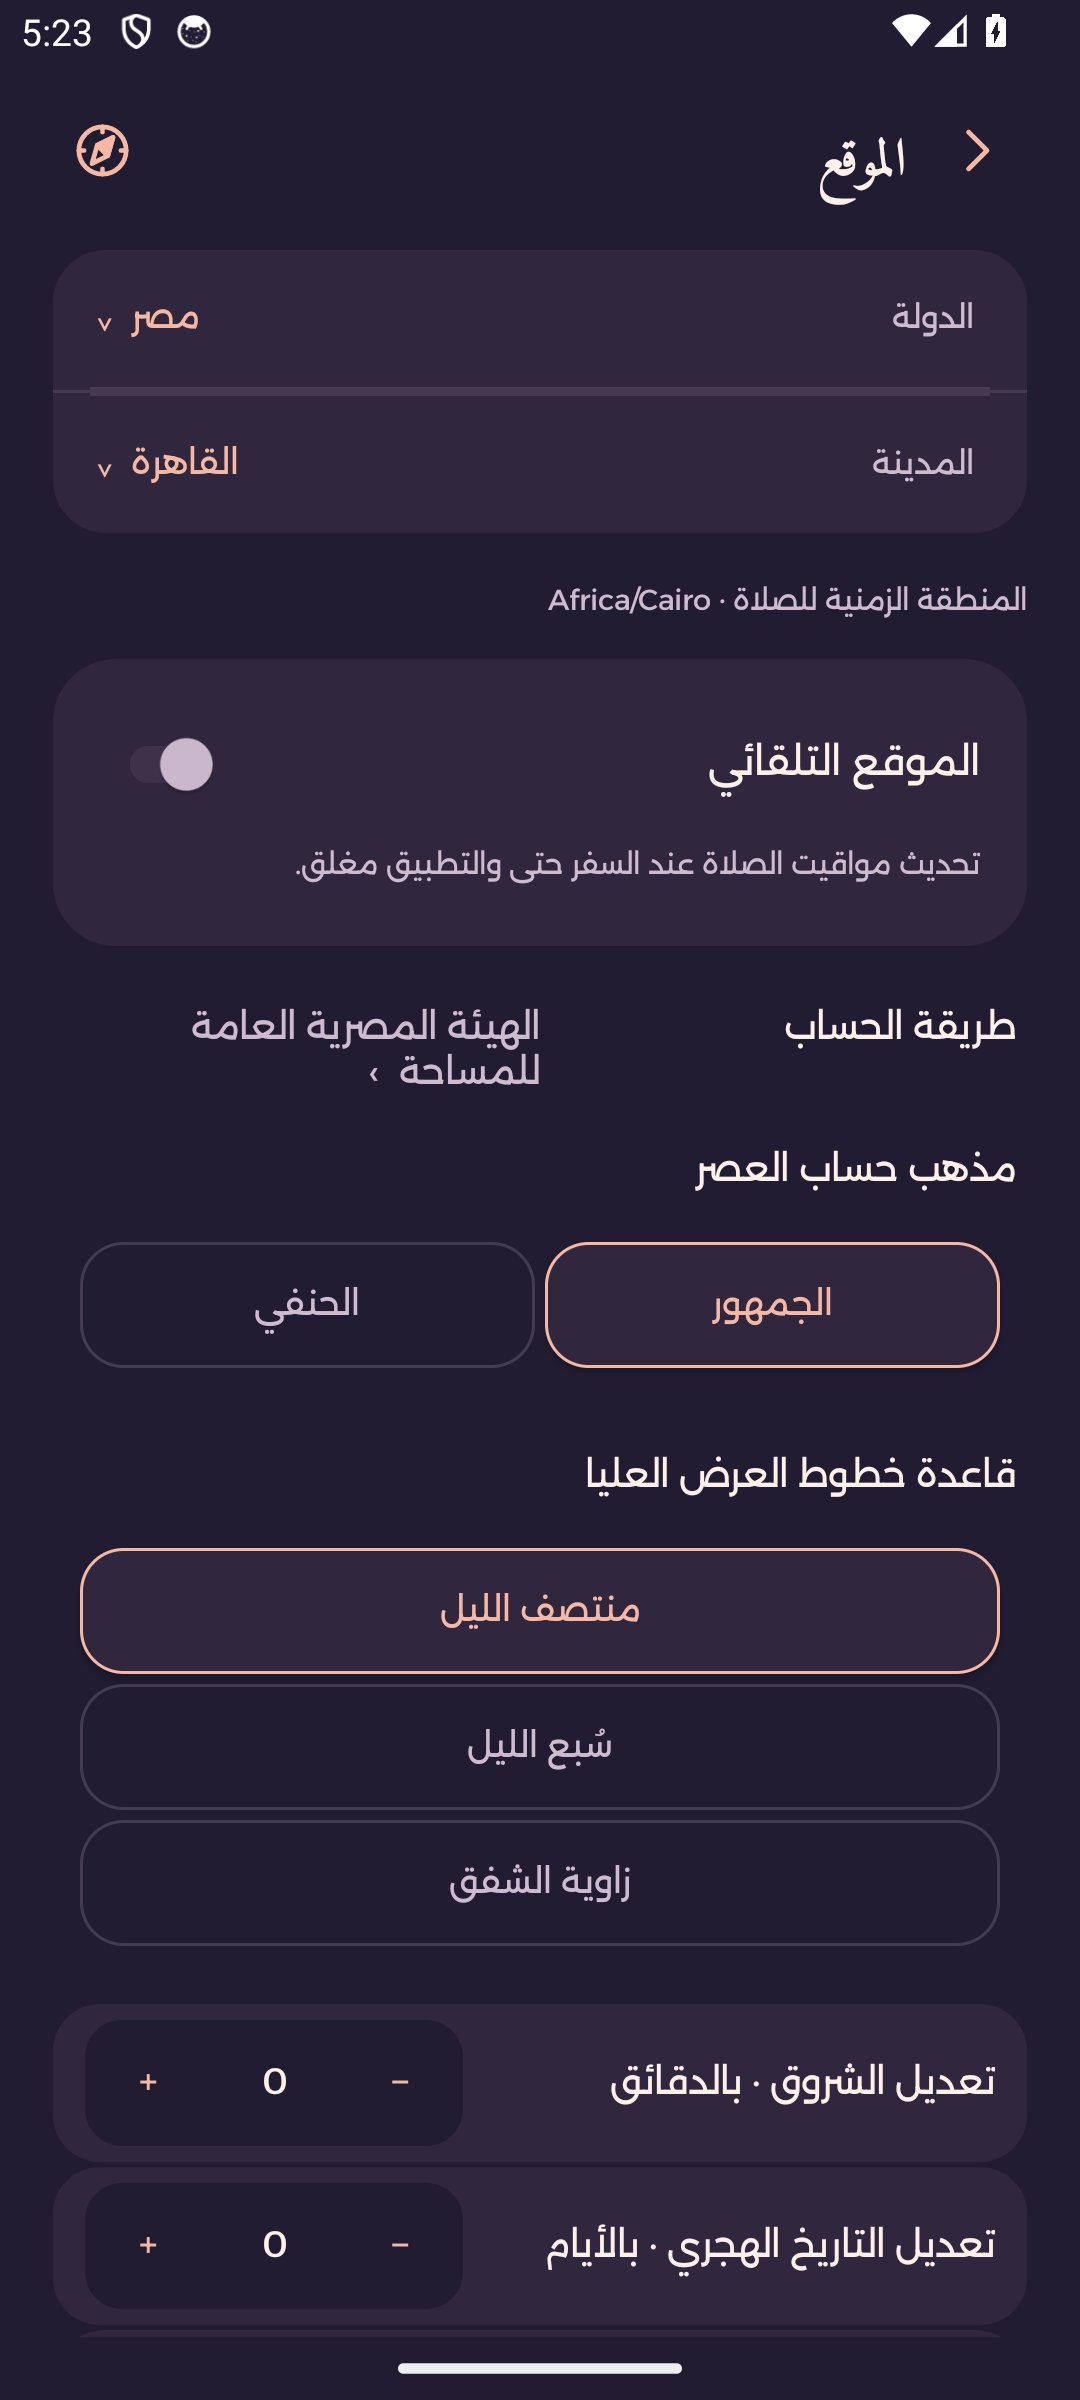 5:23
الموقع
الدولة
مصر
المدينة
القاهرة
المنطقة الزمنية للصلاة · Africa/Cairo
الموقع التلقائي
تحديث مواقيت الصلاة عند السفر حتى والتطبيق مغلق.
طريقة الحساب
الهيئة المصرية العامة
للمساحة ›
مذهب حساب العصر
الجمهور
الحنفي
قاعدة خطوط العرض العليا
منتصف الليل
سُبع الليل
زاوية الشفق
تعديل الشروق · بالدقائق
− 0 +
تعديل التاريخ الهجري · بالأيام
− 0 +